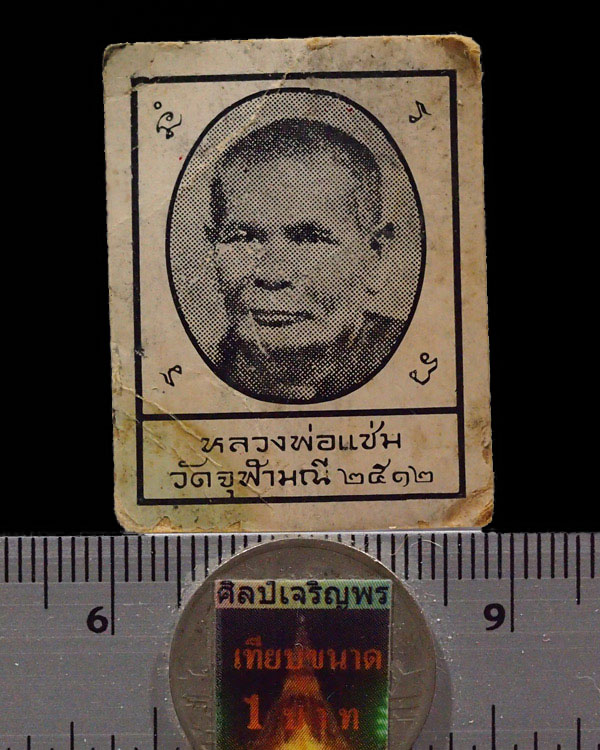 หลวงพ่อแช่ม
วัดจุฬามณี ๒๕๑๒
6
9
ศิลป์เจริญพร
เทียบขนาด
1 บาท